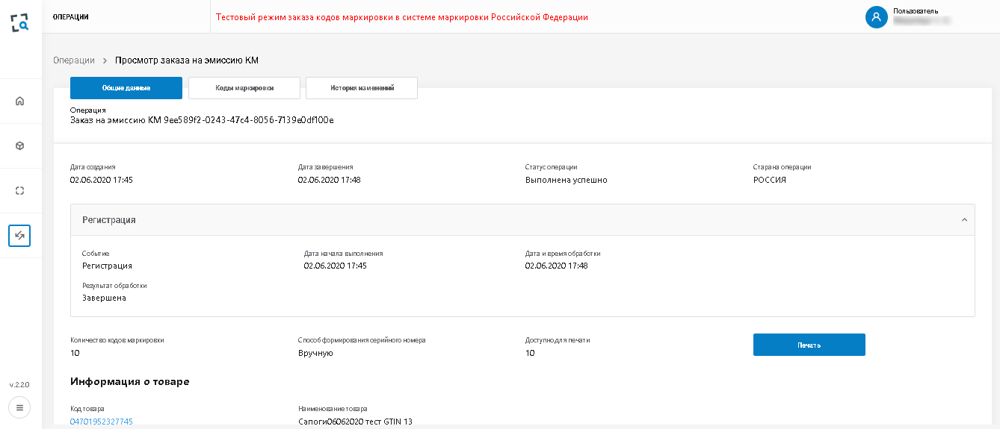 ОПЕРАЦИИ
Тестовый режим заказа кодов маркировки в системе маркировки Российской Федерации
Пользователь
Операции > Просмотр заказа на эмиссию КМ
Общие данные Коды маркировки История изменений
Операция
Заказ на эмиссию КМ 9ee589f2-0243-47c4-8056-7139e0df100e
Дата создания Дата завершения Статус операции Старана операции
02.06.2020 17:45 02.06.2020 17:48 Выполнена успешно РОССИЯ
Регистрация
Событие Дата начала выполнения Дата и время обработки
Регистрация 02.06.2020 17:45 02.06.2020 17:48
Результат обработки
Завершена
Количество кодов маркировки Способ формирования серийного номера Доступно для печати
10 Вручную 10
Печать
Информация о товаре
v.2.2.0
Код товара Наименование товара
04701952327745 Сапоги06062020 тест GTIN 13